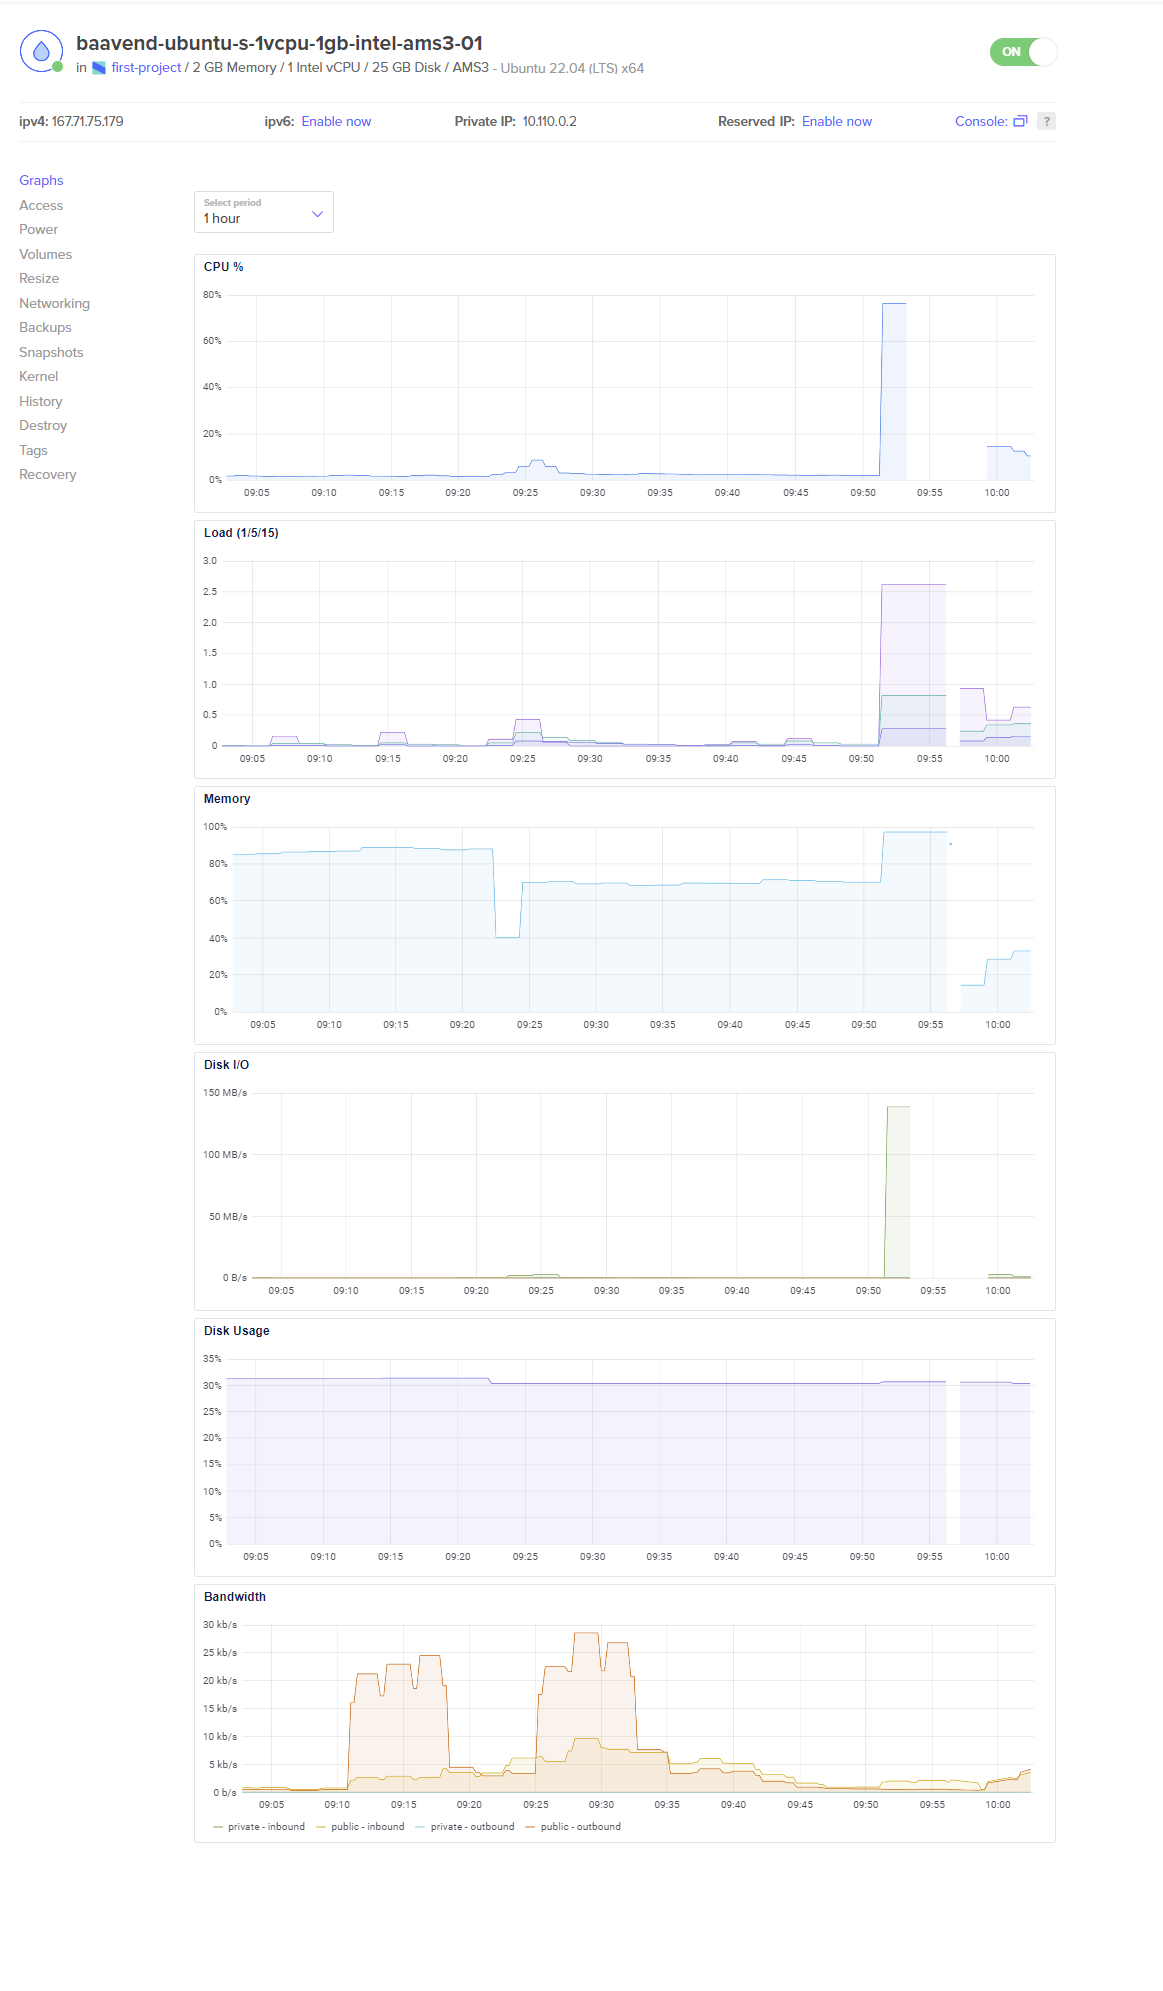 baavend-ubuntu-s-1vcpu-1gb-intel-ams3-01
in first-project / 2 GB Memory / 1 Intel vCPU / 25 GB Disk / AMS3 - Ubuntu 22.04 (LTS) x64
ON
ipv4: 167.71.75.179 ipv6: Enable now Private IP: 10.110.0.2 Reserved IP: Enable now Console: ?
Graphs
Access
Power
Volumes
Resize
Networking
Backups
Snapshots
Kernel
History
Destroy
Tags
Recovery
Select period
1 hour
CPU %
80%
60%
40%
20%
0%
09:05 09:10 09:15 09:20 09:25 09:30 09:35 09:40 09:45 09:50 09:55 10:00
Load (1/5/15)
3.0
2.5
2.0
1.5
1.0
0.5
0
09:05 09:10 09:15 09:20 09:25 09:30 09:35 09:40 09:45 09:50 09:55 10:00
Memory
100%
80%
60%
40%
20%
0%
09:05 09:10 09:15 09:20 09:25 09:30 09:35 09:40 09:45 09:50 09:55 10:00
Disk I/O
150 MB/s
100 MB/s
50 MB/s
0 B/s
09:05 09:10 09:15 09:20 09:25 09:30 09:35 09:40 09:45 09:50 09:55 10:00
Disk Usage
35%
30%
25%
20%
15%
10%
5%
0%
09:05 09:10 09:15 09:20 09:25 09:30 09:35 09:40 09:45 09:50 09:55 10:00
Bandwidth
30 kb/s
25 kb/s
20 kb/s
15 kb/s
10 kb/s
5 kb/s
0 b/s
09:05 09:10 09:15 09:20 09:25 09:30 09:35 09:40 09:45 09:50 09:55 10:00
private - inbound public - inbound private - outbound public - outbound